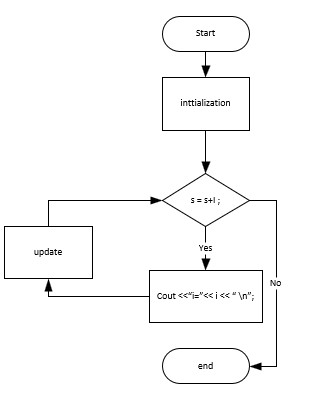 Start
inttialization
s = s+I ;
Yes
update
No
Cout <<"i="<< i << " \n";
end